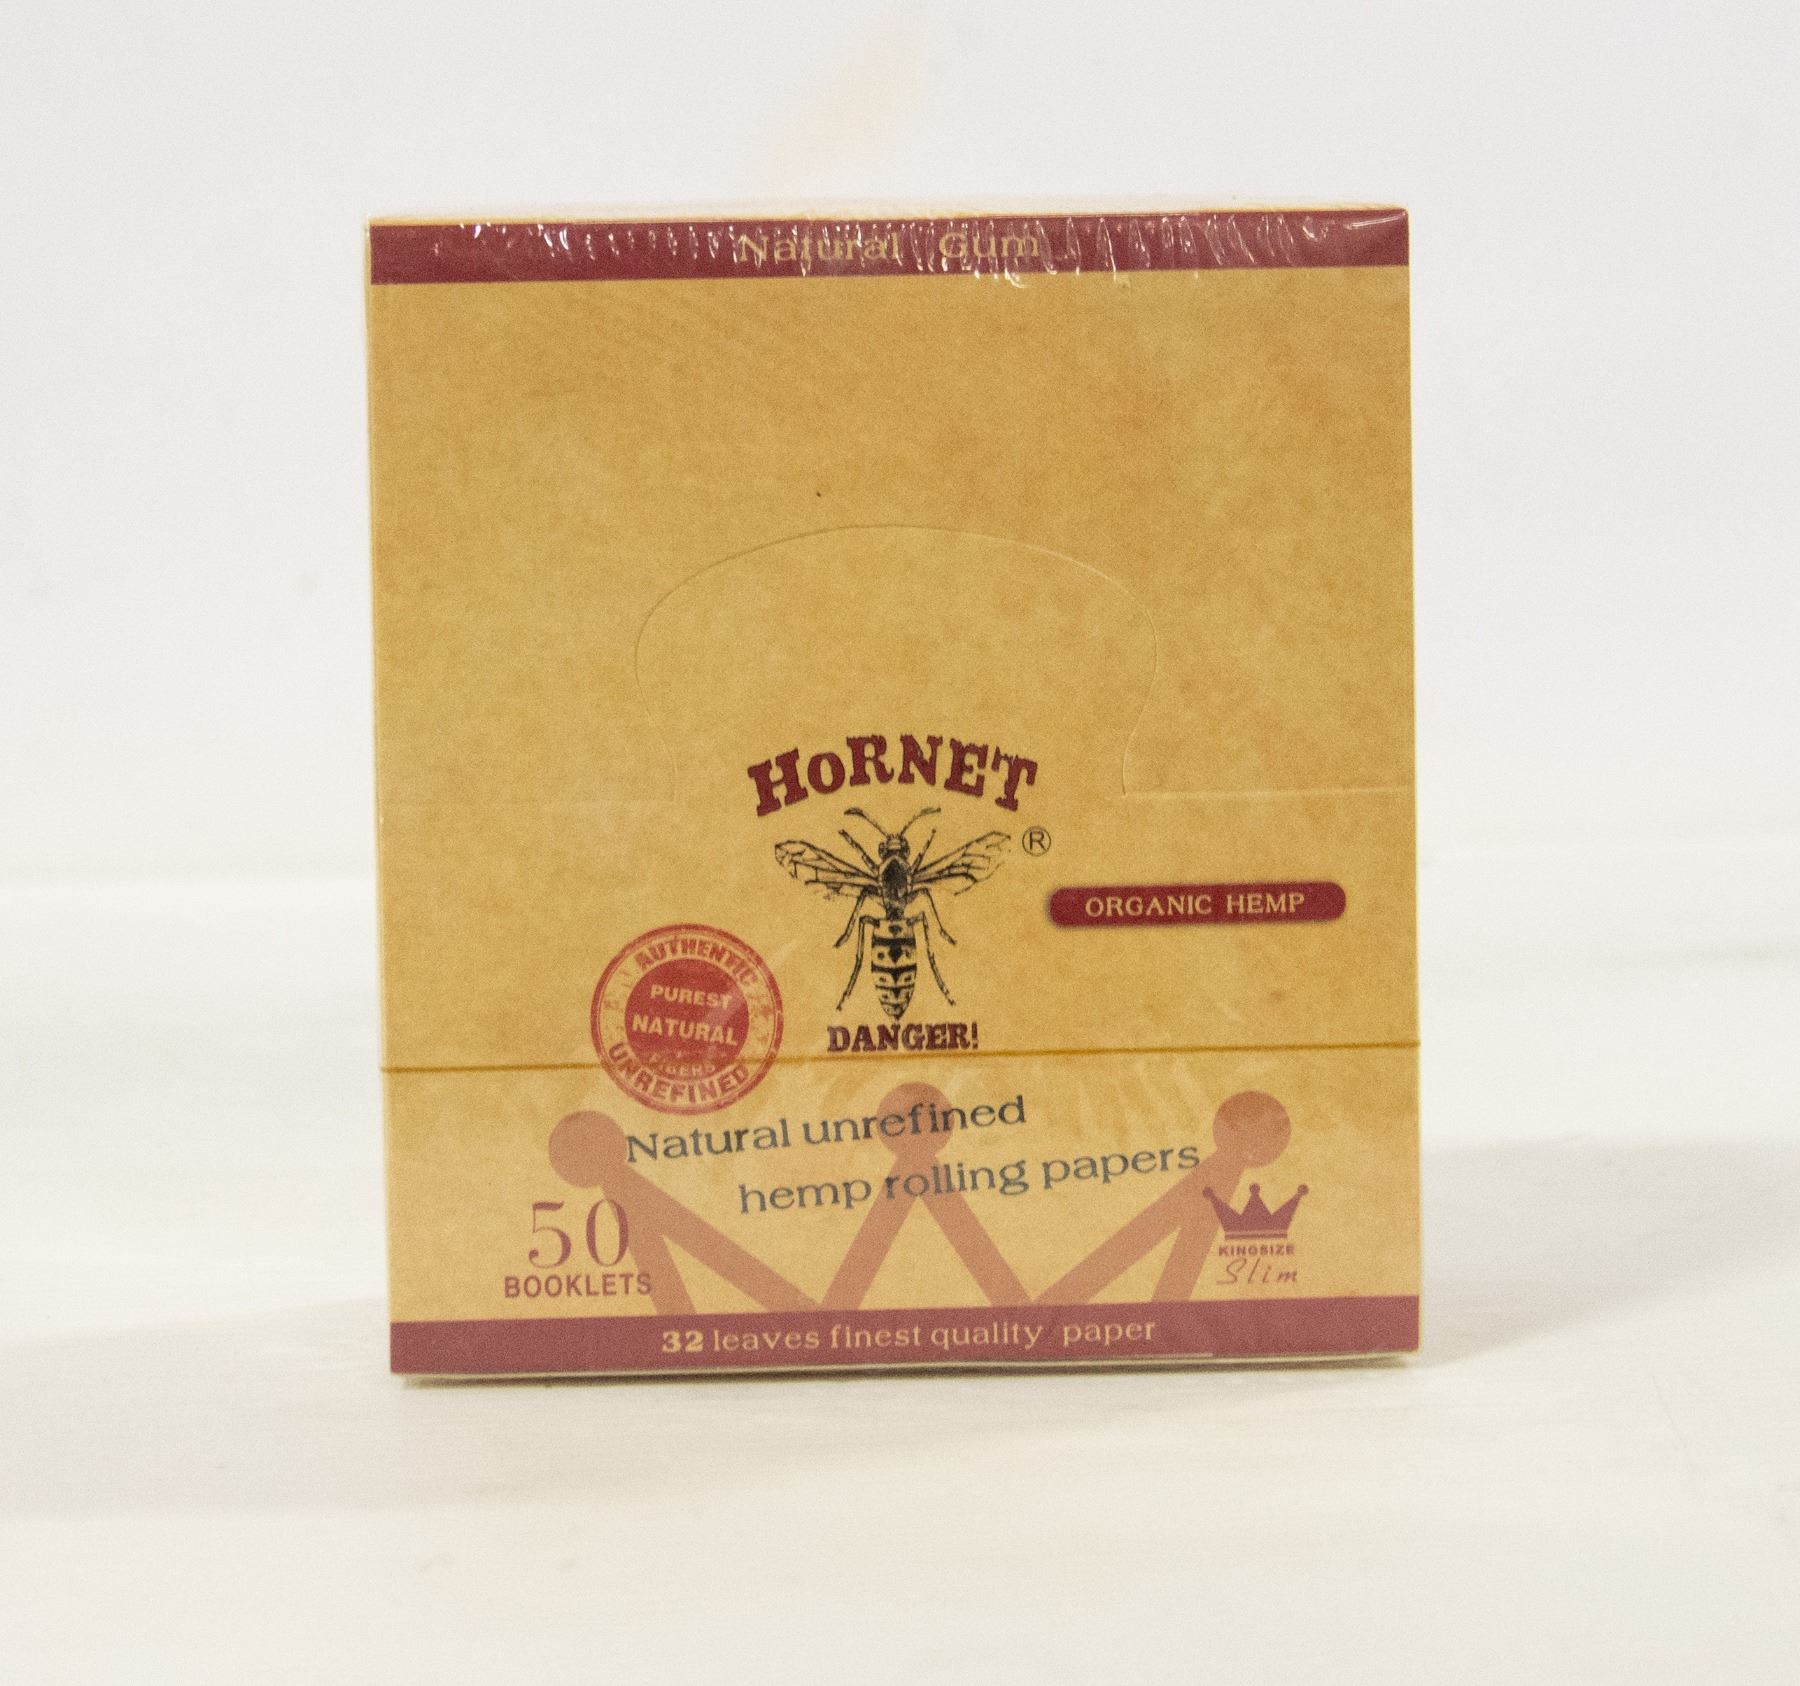 Natural Gum
HoRNET
®
ORGANIC HEMP
AUTHENTIC
PUREST
NATURAL
FIBERS
UNREFINED
DANGER!
Natural unrefined
hemp rolling papers
50
BOOKLETS
KINGSIZE
Slim
32 leaves finest quality paper